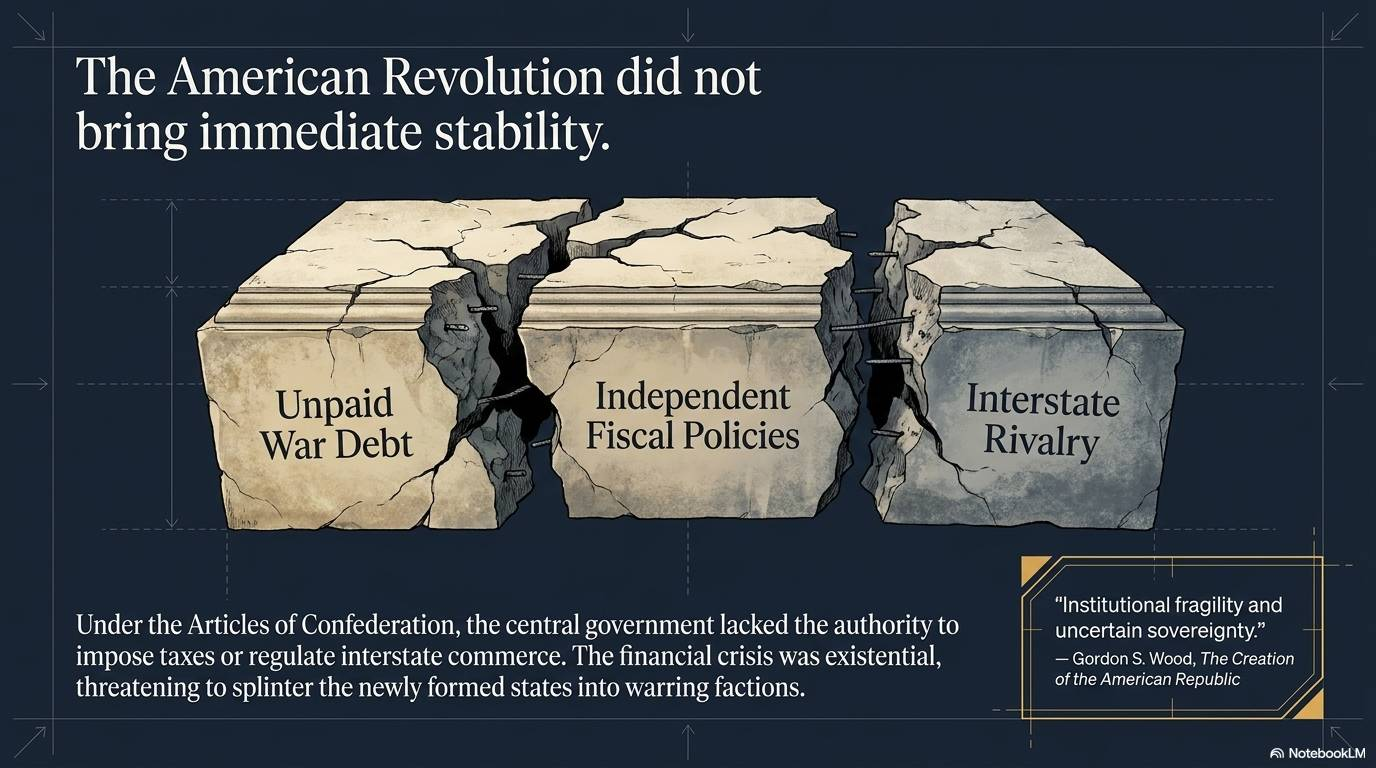 The American Revolution did not
bring immediate stability.
Unpaid
War Debt
Independent
Fiscal Policies
Interstate
Rivalry
Under the Articles of Confederation, the central government lacked the authority to
impose taxes or regulate interstate commerce. The financial crisis was existential,
threatening to splinter the newly formed states into warring factions.
“Institutional fragility and
uncertain sovereignty.”
— Gordon S. Wood, The Creation
of the American Republic
NotebookLM